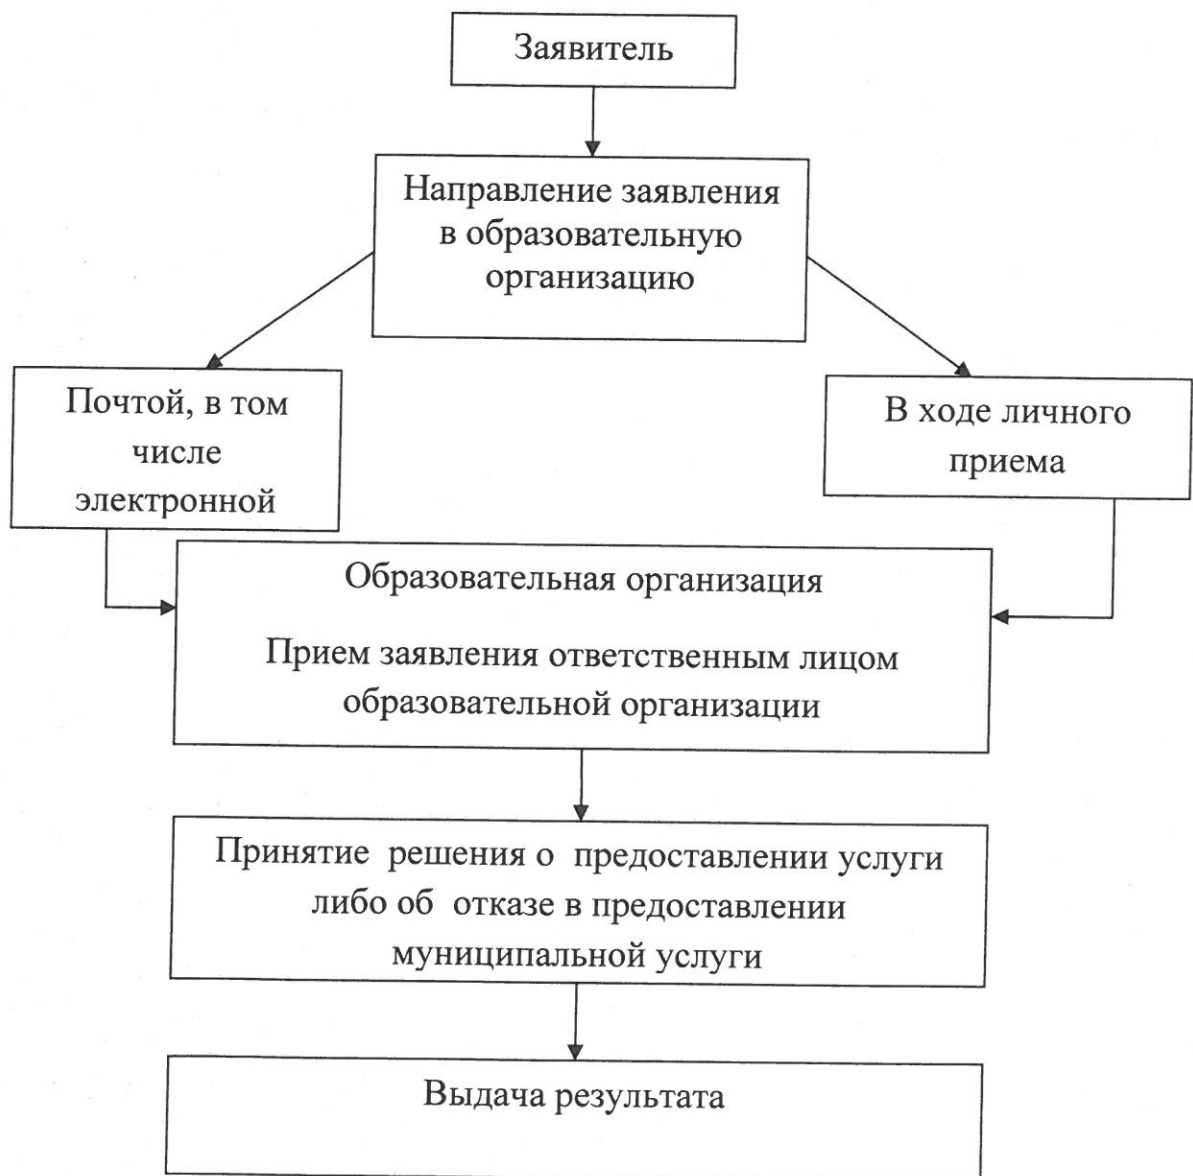 Заявитель
Направление заявления
в образовательную
организацию
Почтой, в том
числе
электронной
В ходе личного
приема
Образовательная организация
Прием заявления ответственным лицом
образовательной организации
Принятие решения о предоставлении услуги
либо об отказе в предоставлении
муниципальной услуги
Выдача результата